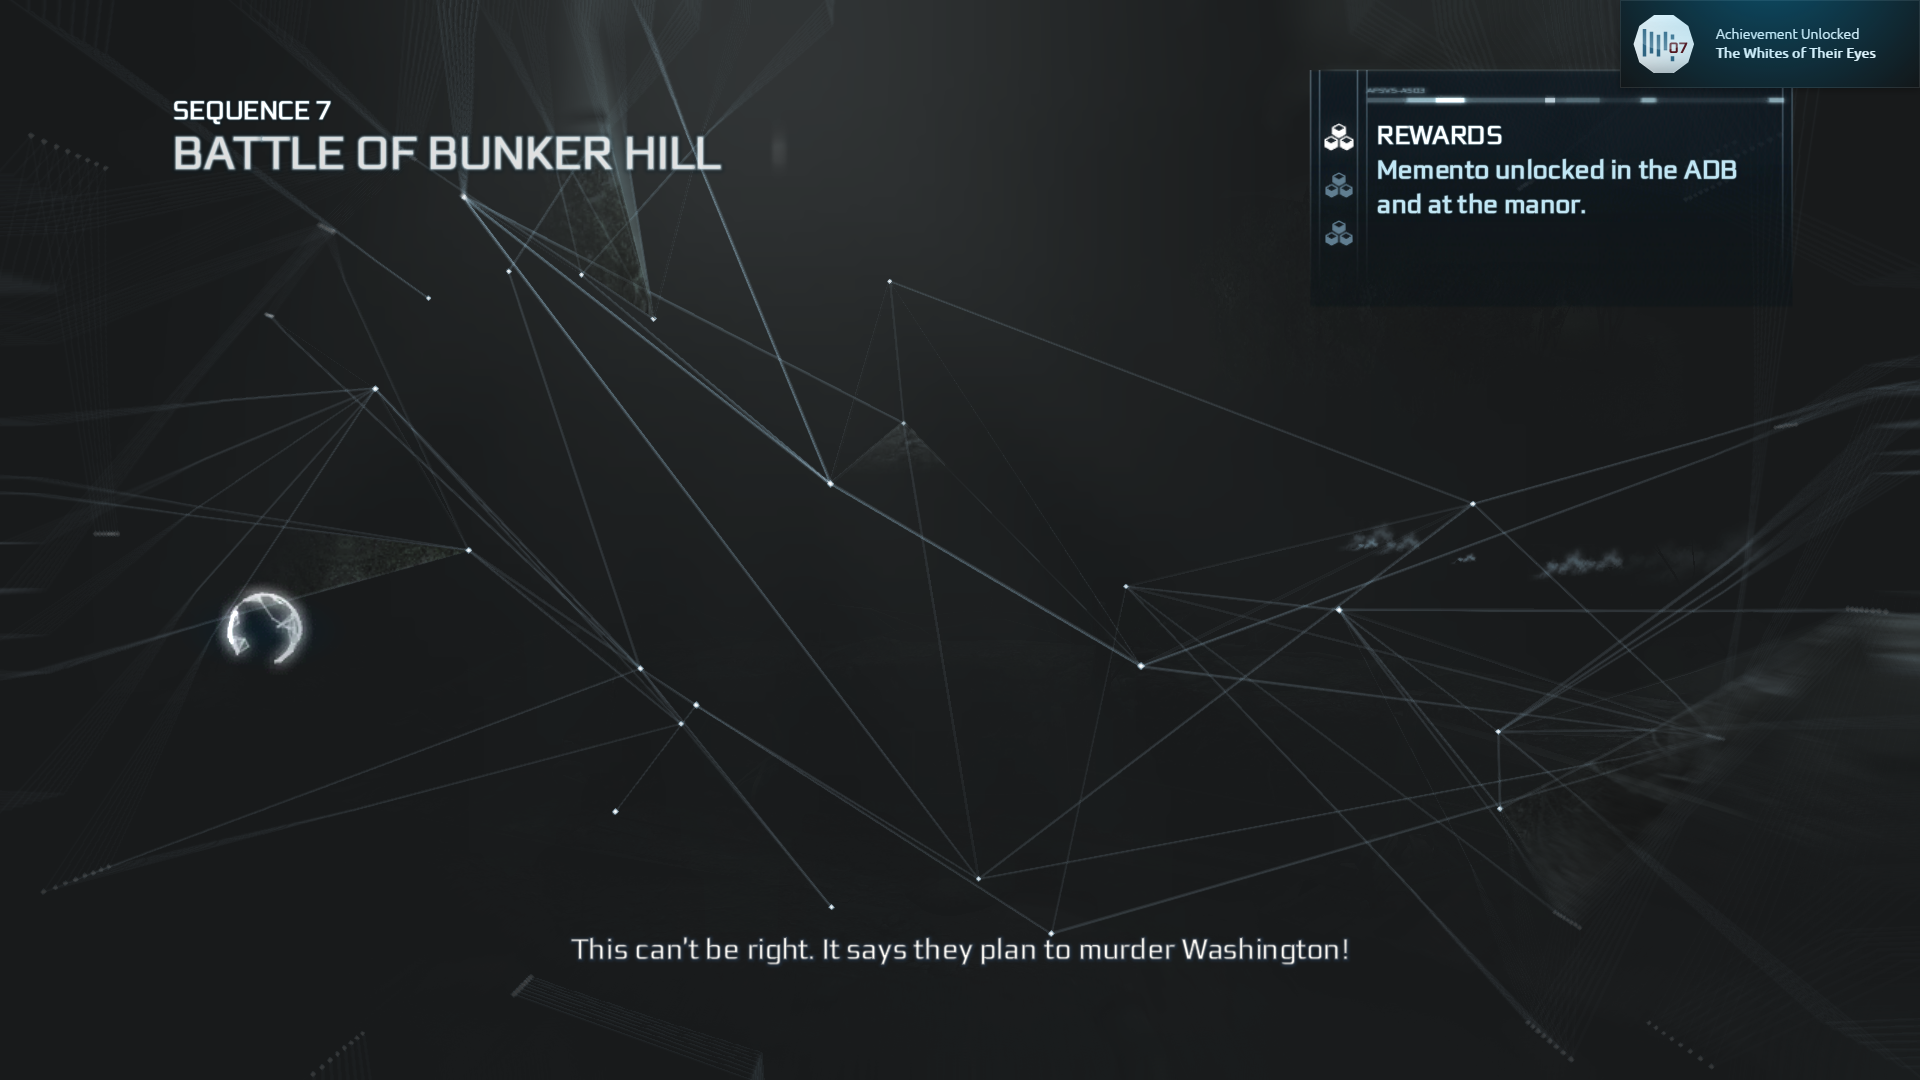 Achievement Unlocked
The Whites of Their Eyes
07
SEQUENCE 7
BATTLE OF BUNKER HILL
REWARDS
Memento unlocked in the ADB
and at the manor.
This can't be right. It says they plan to murder Washington!